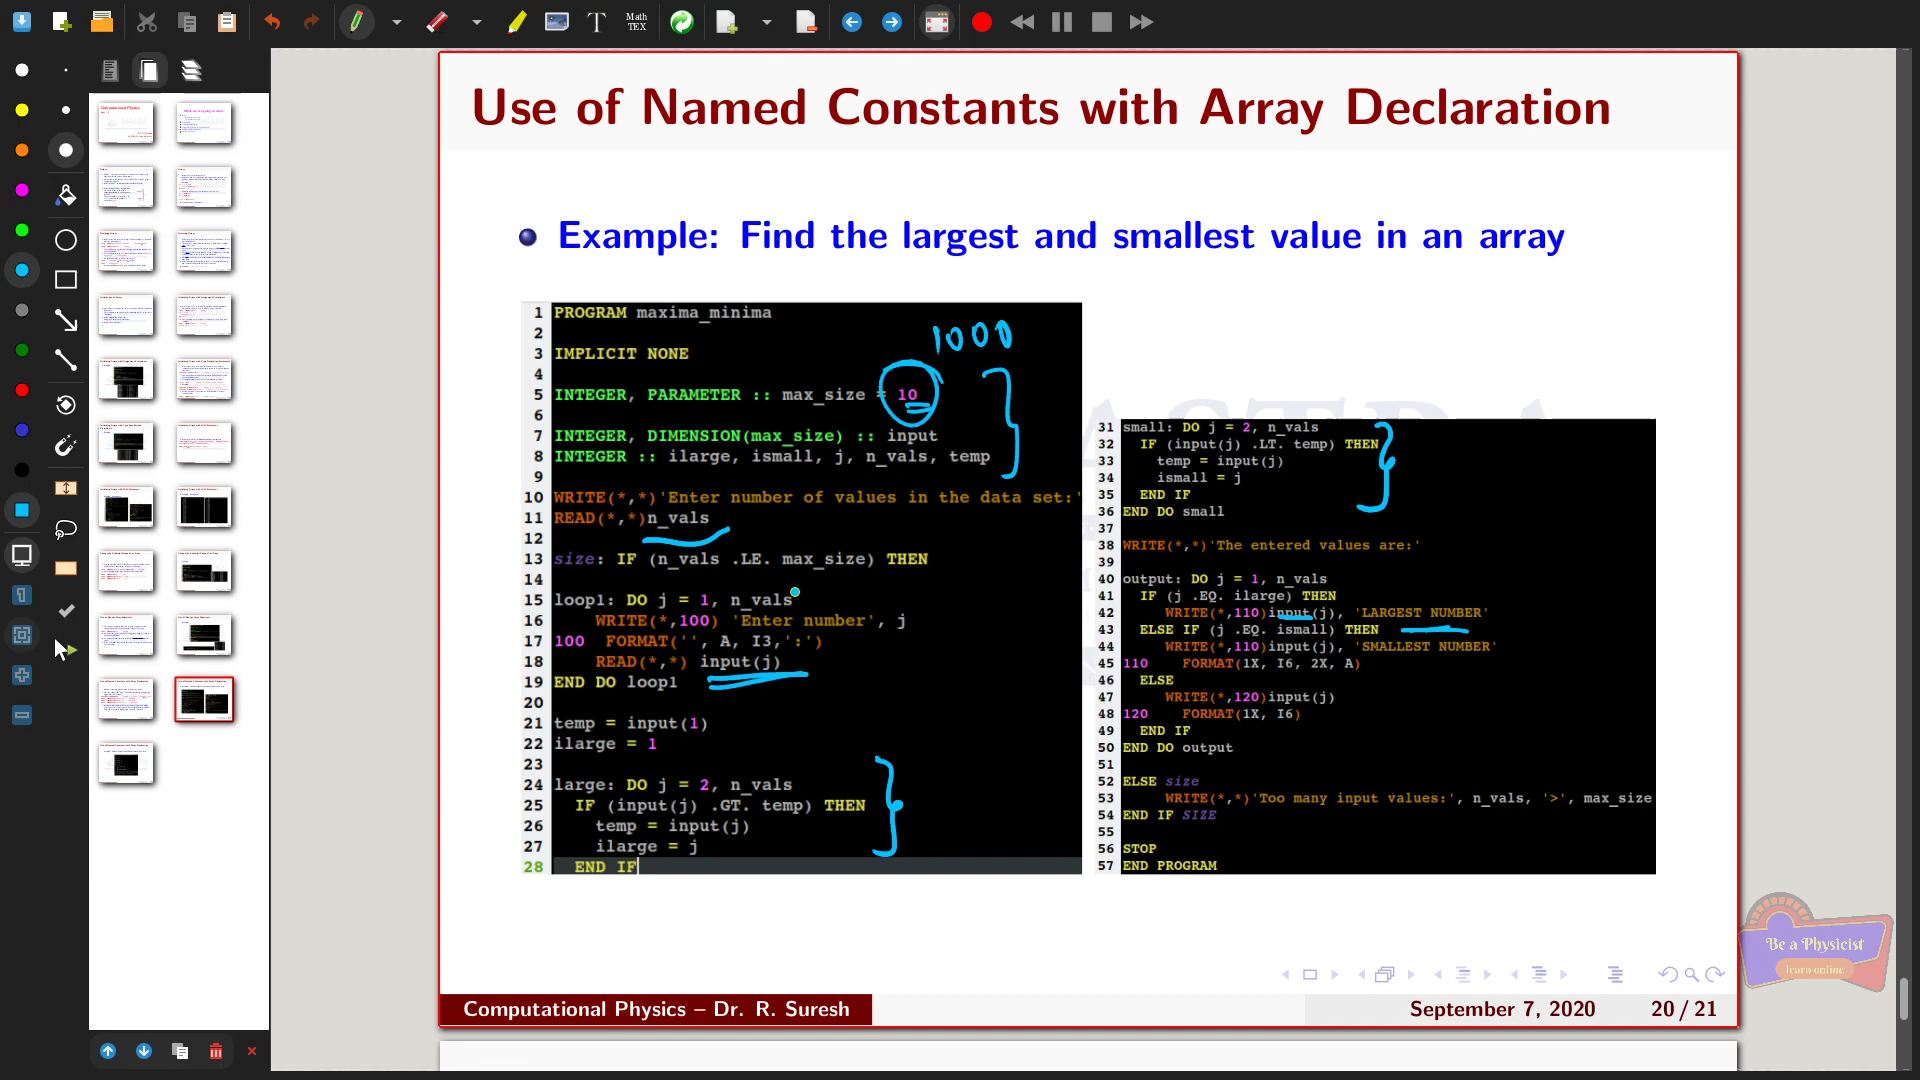 Math
TEX
Use of Named Constants with Array Declaration
Example: Find the largest and smallest value in an array
1 PROGRAM maxima_minima
2
3 IMPLICIT NONE
4
5 INTEGER, PARAMETER :: max_size = 10
1000
6
7 INTEGER, DIMENSION(max_size) :: input
8 INTEGER :: ilarge, ismall, j, n_vals, temp
9
10 WRITE(*,*)'Enter number of values in the data set:'
11 READ(*,*)n_vals
12
13 size: IF (n_vals .LE. max_size) THEN
14
15 loop1: DO j = 1, n_vals
16 WRITE(*,100) 'Enter number', j
17 100 FORMAT('', A, I3,':')
18 READ(*,*) input(j)
19 END DO loop1
20
21 temp = input(1)
22 ilarge = 1
23
24 large: DO j = 2, n_vals
25 IF (input(j) .GT. temp) THEN
26 temp = input(j)
27 ilarge = j
28 END IF
31 small: DO j = 2, n_vals
32 IF (input(j) .LT. temp) THEN
33 temp = input(j)
34 ismall = j
35 END IF
36 END DO small
37
38 WRITE(*,*)'The entered values are:'
39
40 output: DO j = 1, n_vals
41 IF (j .EQ. ilarge) THEN
42 WRITE(*,110)input(j), 'LARGEST NUMBER'
43 ELSE IF (j .EQ. ismall) THEN
44 WRITE(*,110)input(j), 'SMALLEST NUMBER'
45 110 FORMAT(1X, I6, 2X, A)
46 ELSE
47 WRITE(*,120)input(j)
48 120 FORMAT(1X, I6)
49 END IF
50 END DO output
51
52 ELSE size
53 WRITE(*,*)'Too many input values:', n_vals, '>', max_size
54 END IF SIZE
55
56 STOP
57 END PROGRAM
Be a Physicist
learn online
Computational Physics – Dr. R. Suresh
September 7, 2020
20 / 21